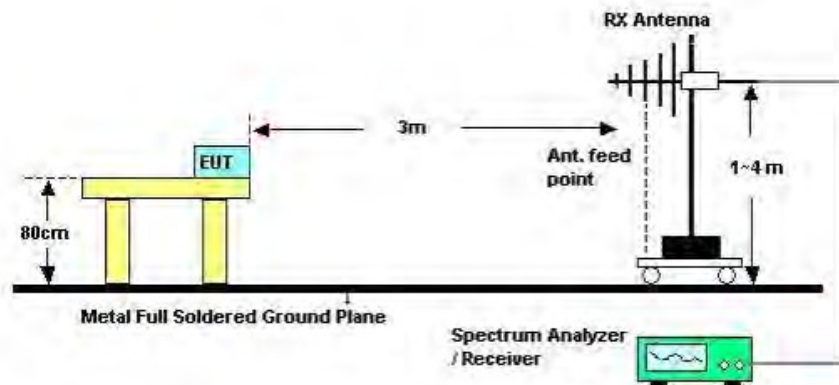 RX Antenna
3m
EUT
Ant. feed
point
1~4 m
80cm
Metal Full Soldered Ground Plane
Spectrum Analyzer
/ Receiver